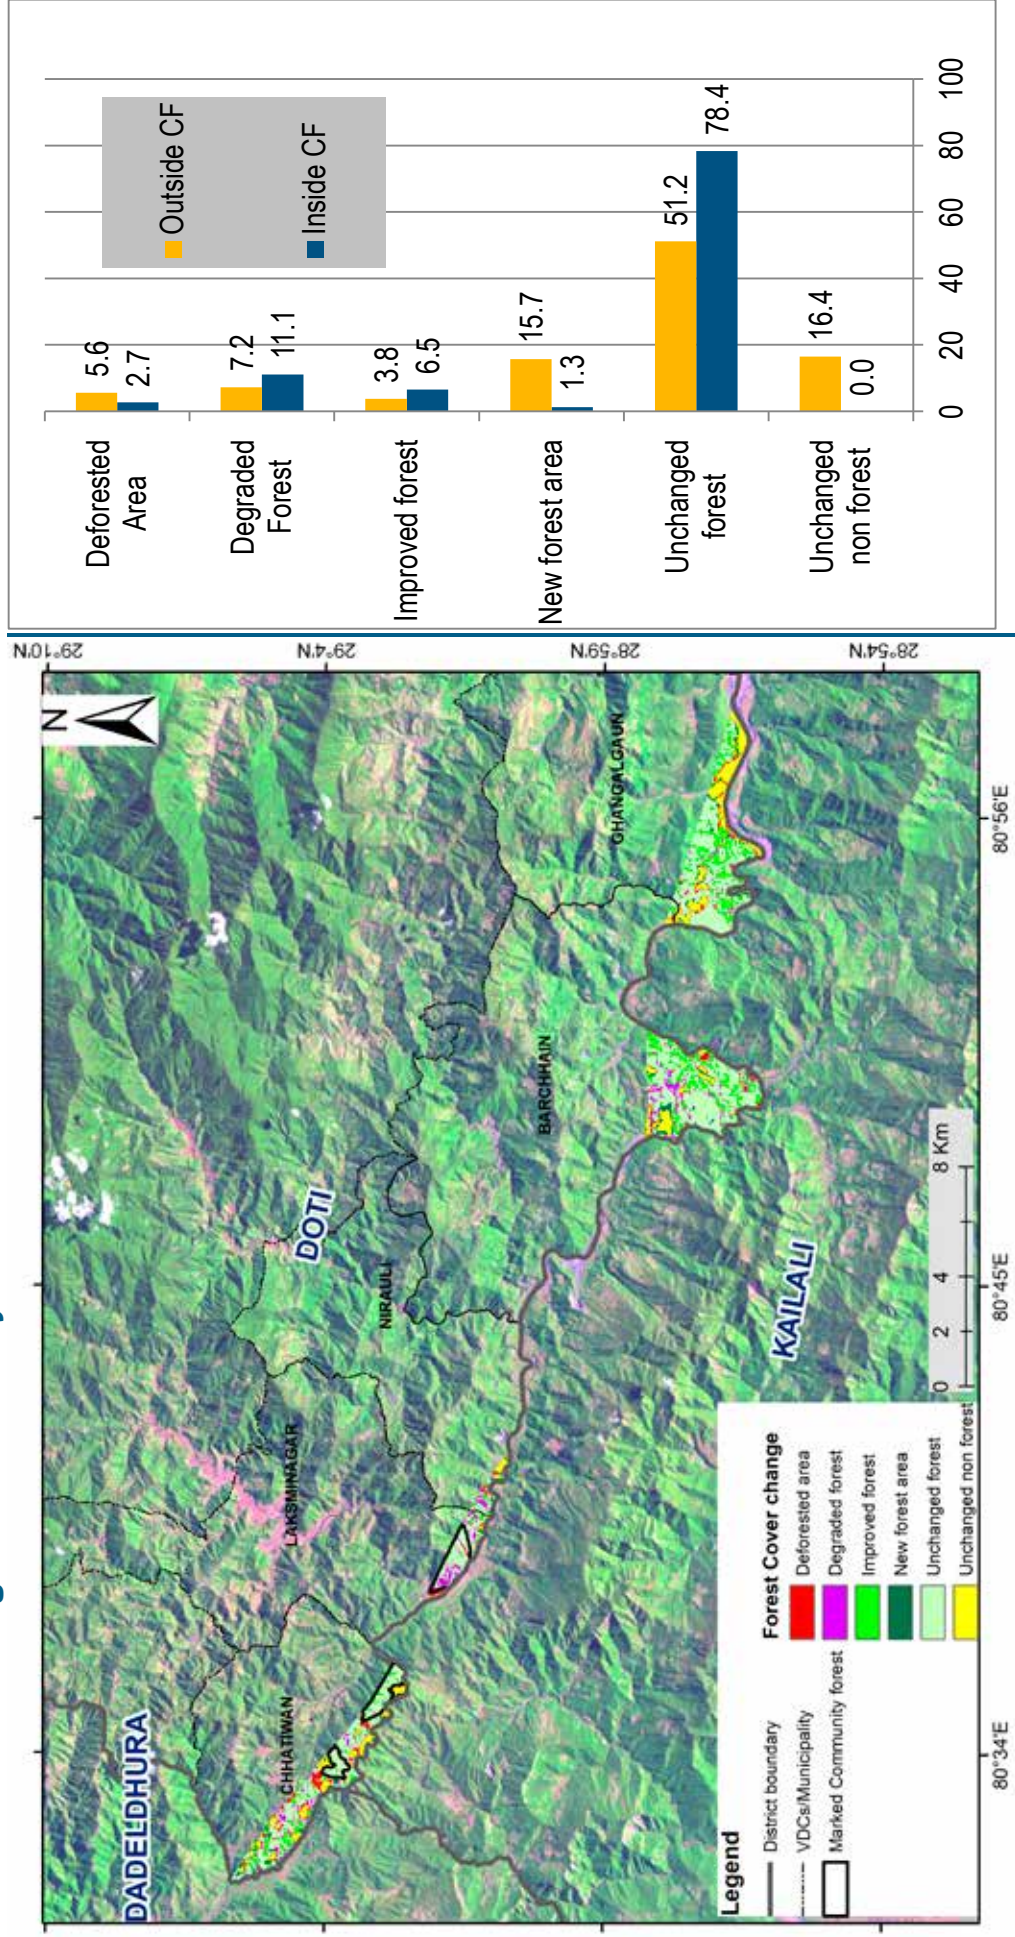 DADELDHURA
DOTI
KAILALI
CHHATIWAN
LAKSMINAGAR
NIRAULI
BARCHHAIN
GHANGALGAUN
N
29°10'N
29°4'N
28°59'N
28°54'N
80°34'E
80°45'E
80°56'E
0 2 4 8 Km
Legend
District boundary
VDCs/Municipality
Marked Community forest
Forest Cover change
Deforested area
Degraded forest
Improved forest
New forest area
Unchanged forest
Unchanged non forest
Outside CF
Inside CF
Deforested
Area
5.6
2.7
Degraded
Forest
7.2
11.1
Improved forest
3.8
6.5
New forest area
15.7
1.3
Unchanged
forest
51.2
78.4
Unchanged
non forest
16.4
0.0
0 20 40 60 80 100